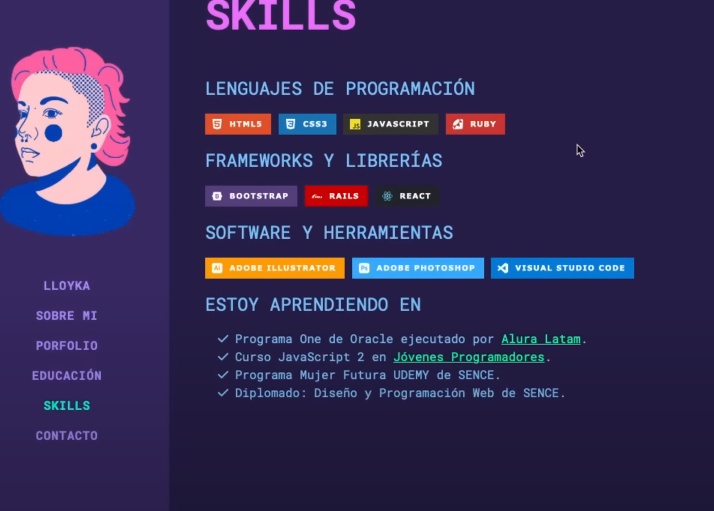 SKILLS
LENGUAJES DE PROGRAMACIÓN
HTML5 CSS3 JAVASCRIPT RUBY
FRAMEWORKS Y LIBRERÍAS
BOOTSTRAP RAILS REACT
SOFTWARE Y HERRAMIENTAS
ADOBE ILLUSTRATOR ADOBE PHOTOSHOP VISUAL STUDIO CODE
ESTOY APRENDIENDO EN
Programa One de Oracle ejecutado por Alura Latam.
Curso JavaScript 2 en Jóvenes Programadores.
Programa Mujer Futura UDEMY de SENCE.
Diplomado: Diseño y Programación Web de SENCE.
LLOYKA
SOBRE MI
PORFOLIO
EDUCACIÓN
SKILLS
CONTACTO